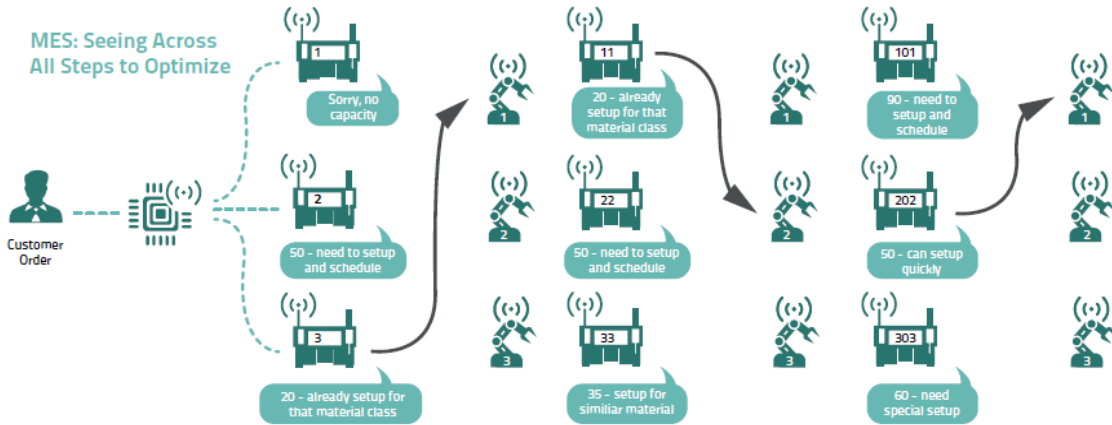 MES: Seeing Across
All Steps to Optimize
Customer
Order
1
Sorry, no
capacity
2
50 - need to setup
and schedule
3
20 - already setup for
that material class
1
2
3
11
20 - already
setup for that
material class
22
50 - need to setup
and schedule
33
35 - setup for
similiar material
1
2
3
101
90 - need to
setup and
schedule
202
50 - can setup
quickly
303
60 - need
special setup
1
2
3